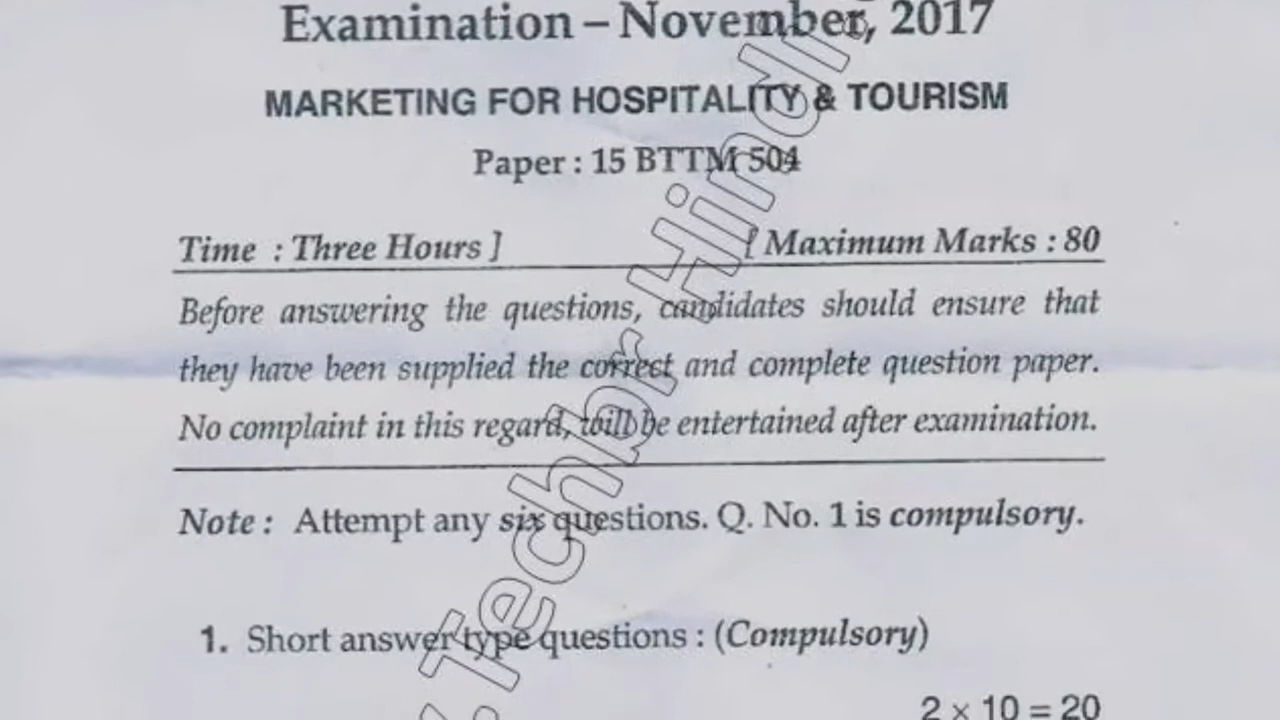 Examination – November, 2017
MARKETING FOR HOSPITALITY & TOURISM
Paper : 15 BTTM 504
Time : Three Hours ] [ Maximum Marks : 80
Before answering the questions, candidates should ensure that
they have been supplied the correct and complete question paper.
No complaint in this regard, will be entertained after examination.
Note : Attempt any six questions. Q. No. 1 is compulsory.
1. Short answer type questions : (Compulsory)
2 × 10 = 20
Techbr Hindi